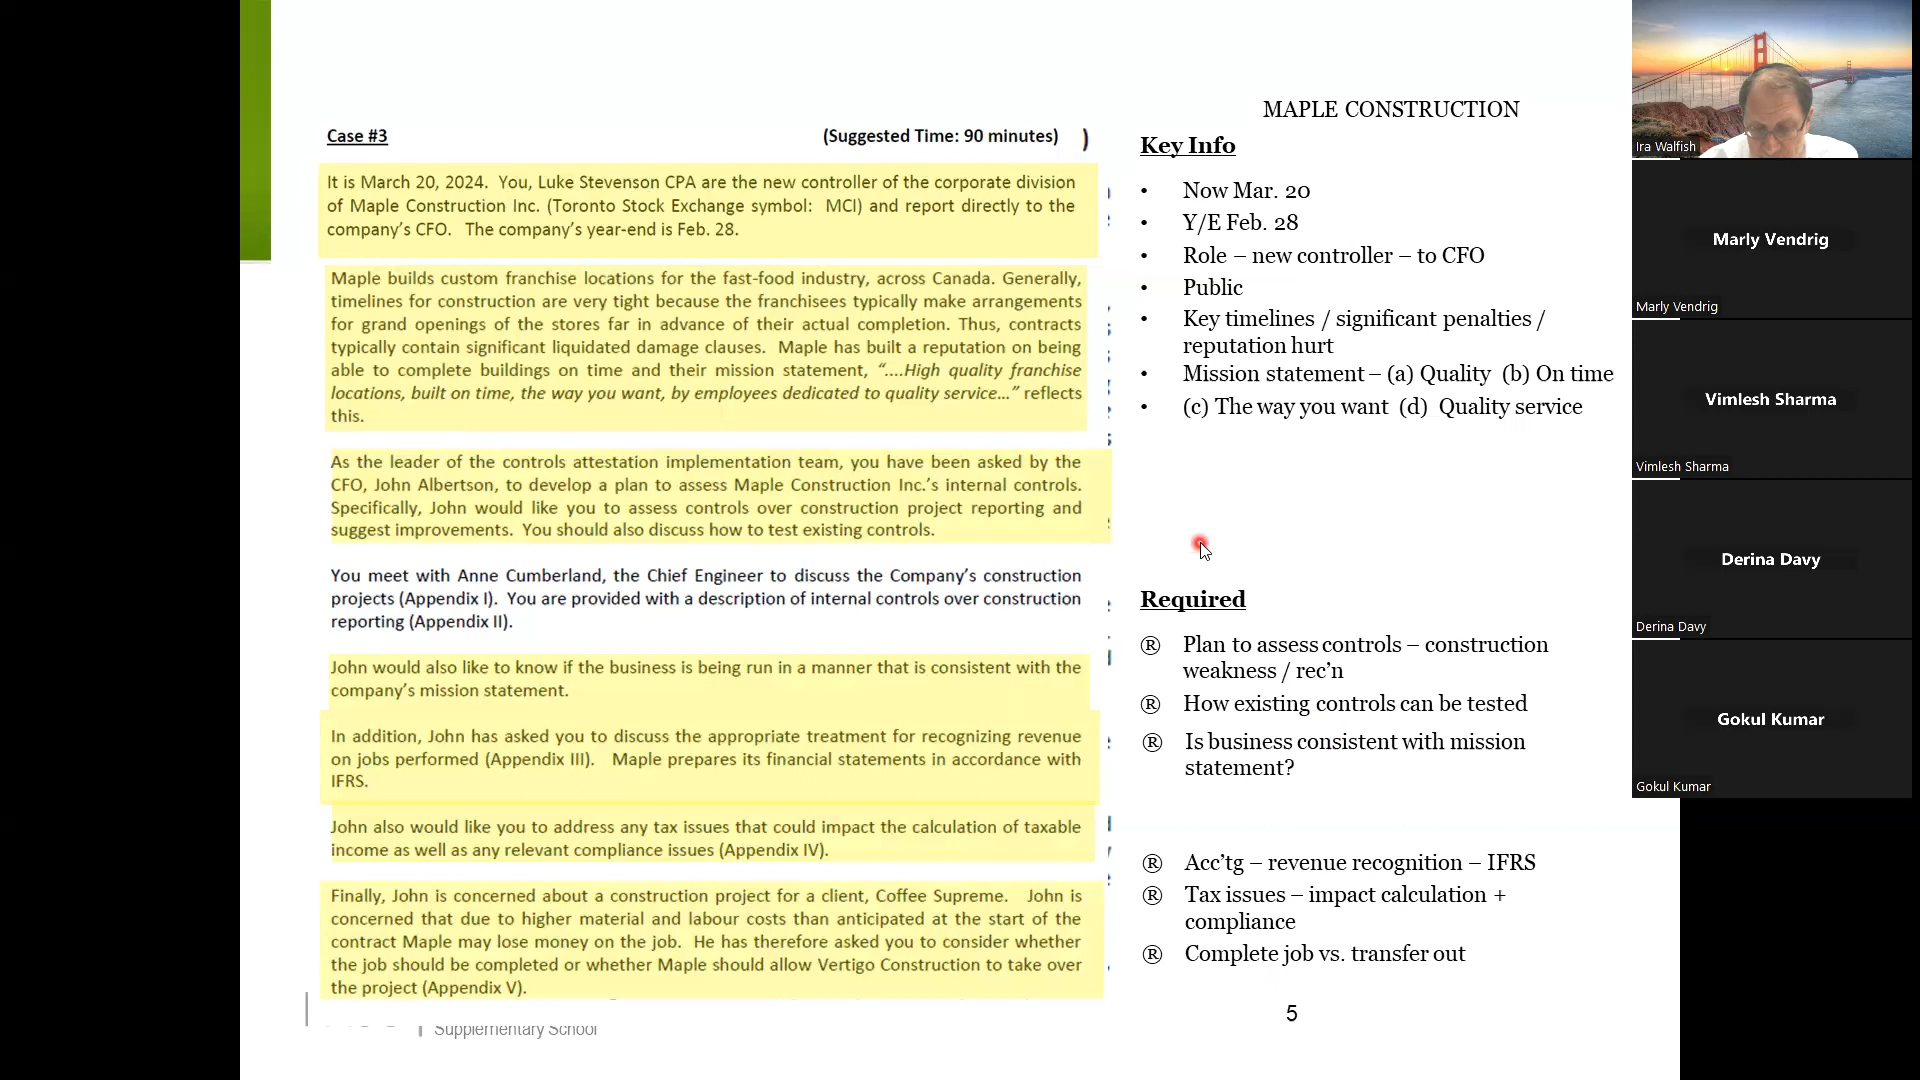 MAPLE CONSTRUCTION
Case #3 (Suggested Time: 90 minutes) )
It is March 20, 2024. You, Luke Stevenson CPA are the new controller of the corporate division
of Maple Construction Inc. (Toronto Stock Exchange symbol: MCI) and report directly to the
company's CFO. The company's year-end is Feb. 28.
Maple builds custom franchise locations for the fast-food industry, across Canada. Generally,
timelines for construction are very tight because the franchisees typically make arrangements
for grand openings of the stores far in advance of their actual completion. Thus, contracts
typically contain significant liquidated damage clauses. Maple has built a reputation on being
able to complete buildings on time and their mission statement, "....High quality franchise
locations, built on time, the way you want, by employees dedicated to quality service..." reflects
this.
As the leader of the controls attestation implementation team, you have been asked by the
CFO, John Albertson, to develop a plan to assess Maple Construction Inc.'s internal controls.
Specifically, John would like you to assess controls over construction project reporting and
suggest improvements. You should also discuss how to test existing controls.
You meet with Anne Cumberland, the Chief Engineer to discuss the Company's construction
projects (Appendix I). You are provided with a description of internal controls over construction
reporting (Appendix II).
John would also like to know if the business is being run in a manner that is consistent with the
company's mission statement.
In addition, John has asked you to discuss the appropriate treatment for recognizing revenue
on jobs performed (Appendix III). Maple prepares its financial statements in accordance with
IFRS.
John also would like you to address any tax issues that could impact the calculation of taxable
income as well as any relevant compliance issues (Appendix IV).
Finally, John is concerned about a construction project for a client, Coffee Supreme. John is
concerned that due to higher material and labour costs than anticipated at the start of the
contract Maple may lose money on the job. He has therefore asked you to consider whether
the job should be completed or whether Maple should allow Vertigo Construction to take over
the project (Appendix V).
Supplementary School
Key Info
• Now Mar. 20
• Y/E Feb. 28
• Role – new controller – to CFO
• Public
• Key timelines / significant penalties /
reputation hurt
• Mission statement – (a) Quality (b) On time
• (c) The way you want (d) Quality service
Required
® Plan to assess controls – construction
weakness / rec'n
® How existing controls can be tested
® Is business consistent with mission
statement?
® Acc'tg – revenue recognition – IFRS
® Tax issues – impact calculation +
compliance
® Complete job vs. transfer out
5
Ira Walfish
Marly Vendrig
Marly Vendrig
Vimlesh Sharma
Vimlesh Sharma
Derina Davy
Derina Davy
Gokul Kumar
Gokul Kumar